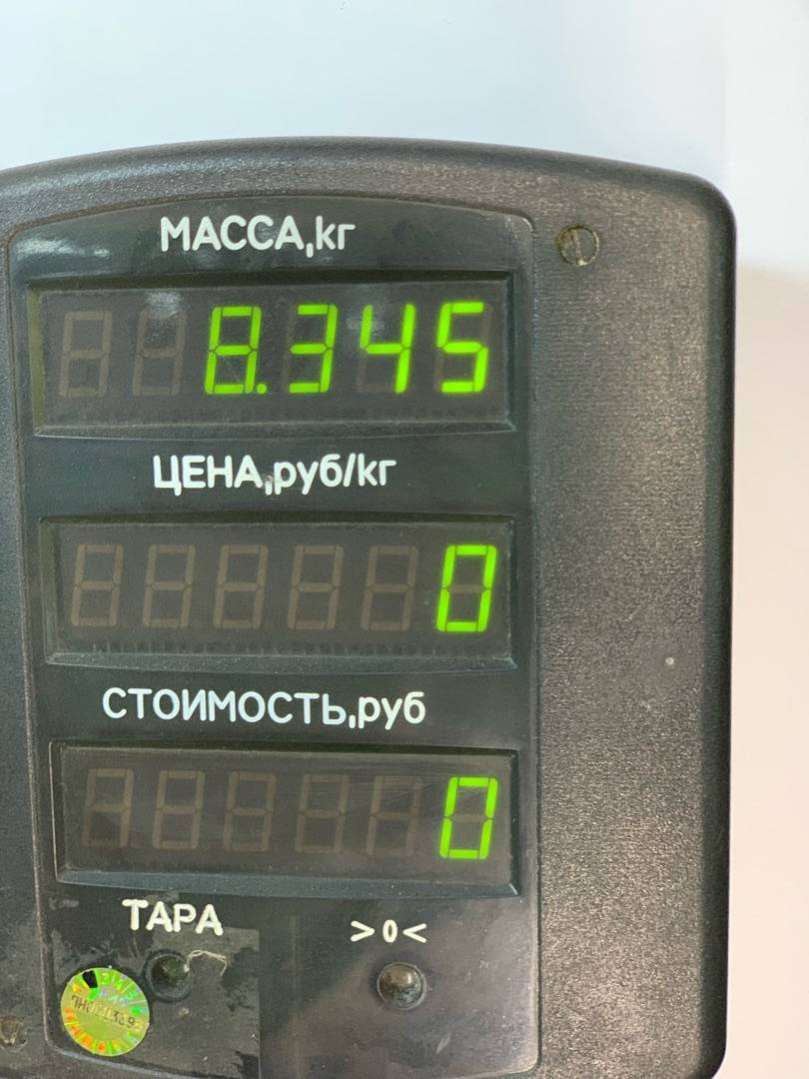 МАССА,кг
8.345
ЦЕНА,руб/кг
0
СТОИМОСТЬ,руб
0
ТАРА >0<